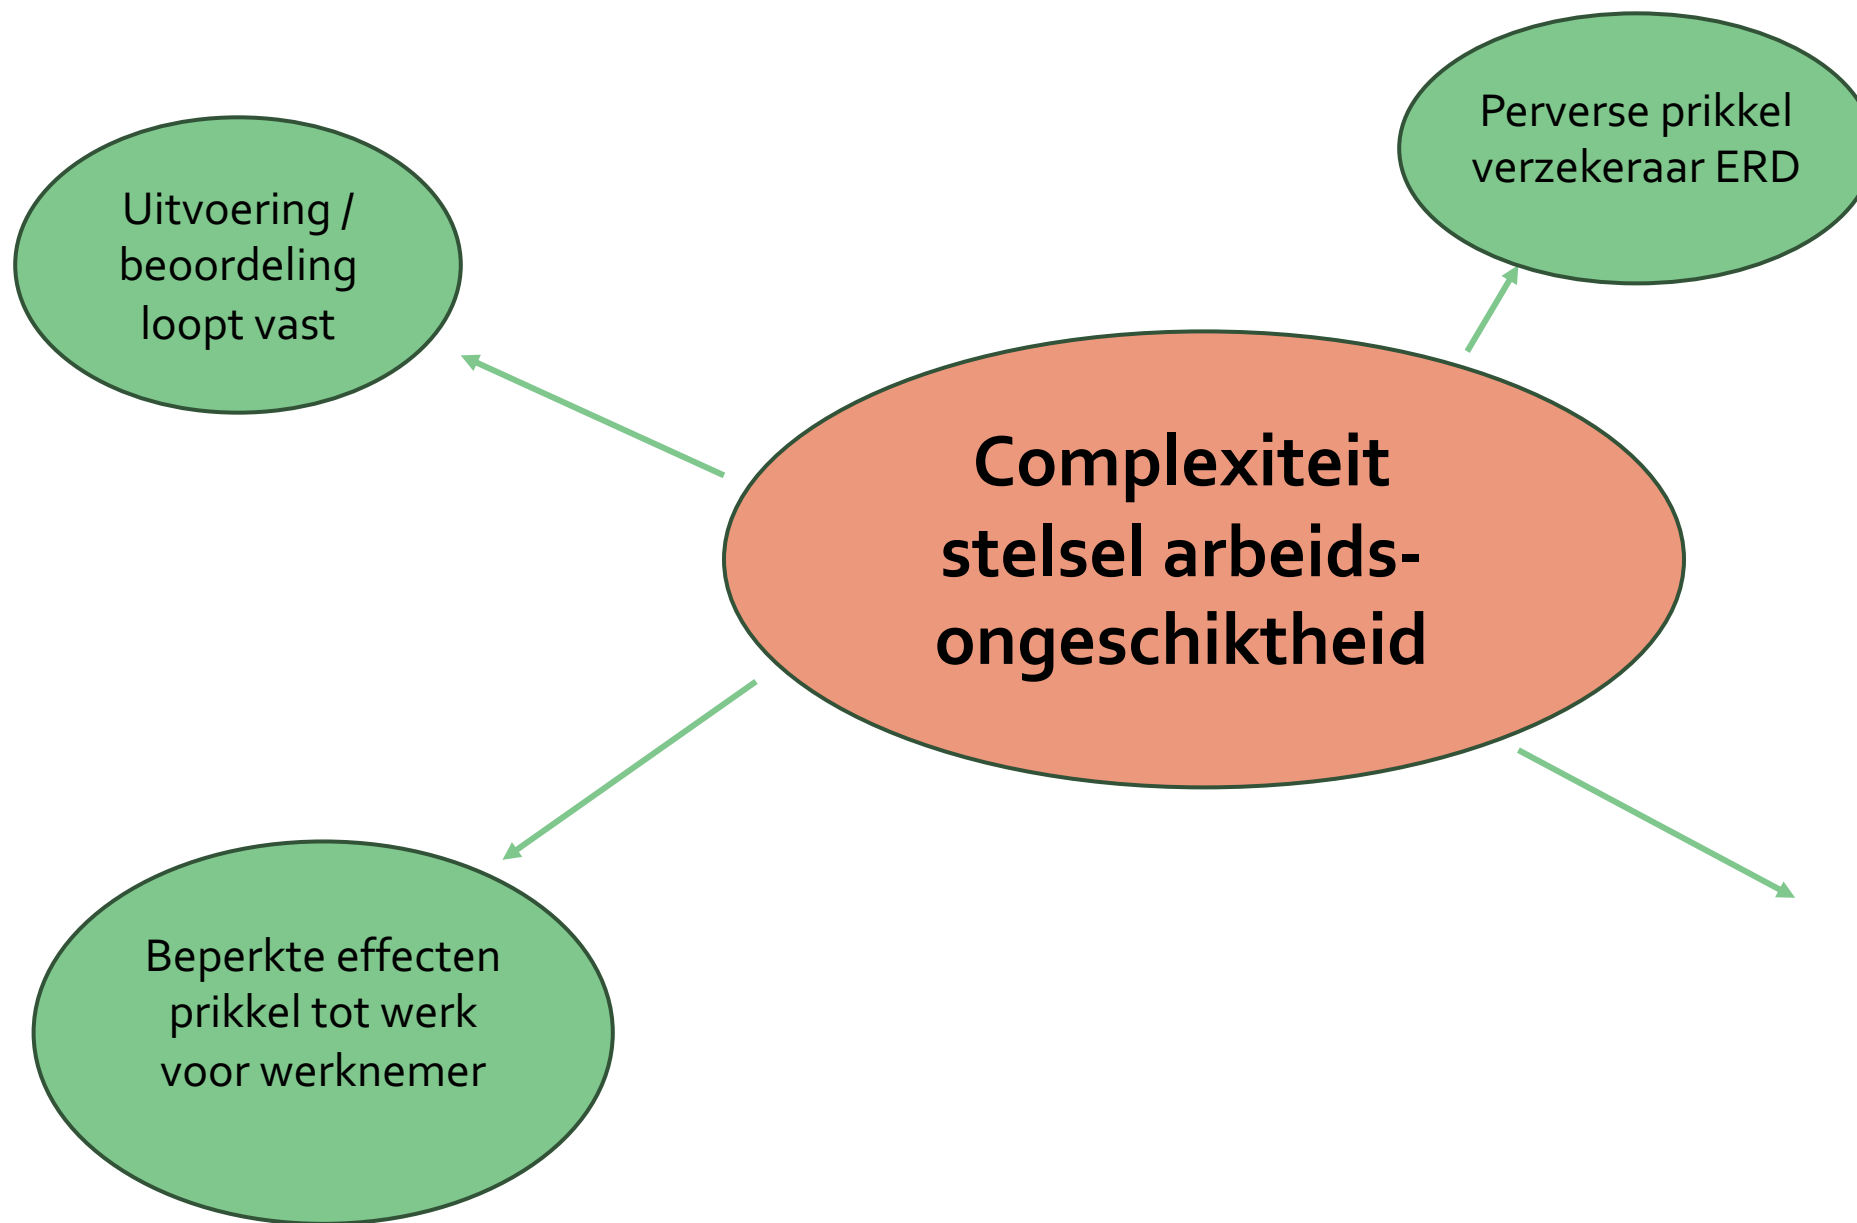 Perverse prikkel
verzekeraar ERD
Uitvoering /
beoordeling
loopt vast
Complexiteit
stelsel arbeids-
ongeschiktheid
Beperkte effecten
prikkel tot werk
voor werknemer